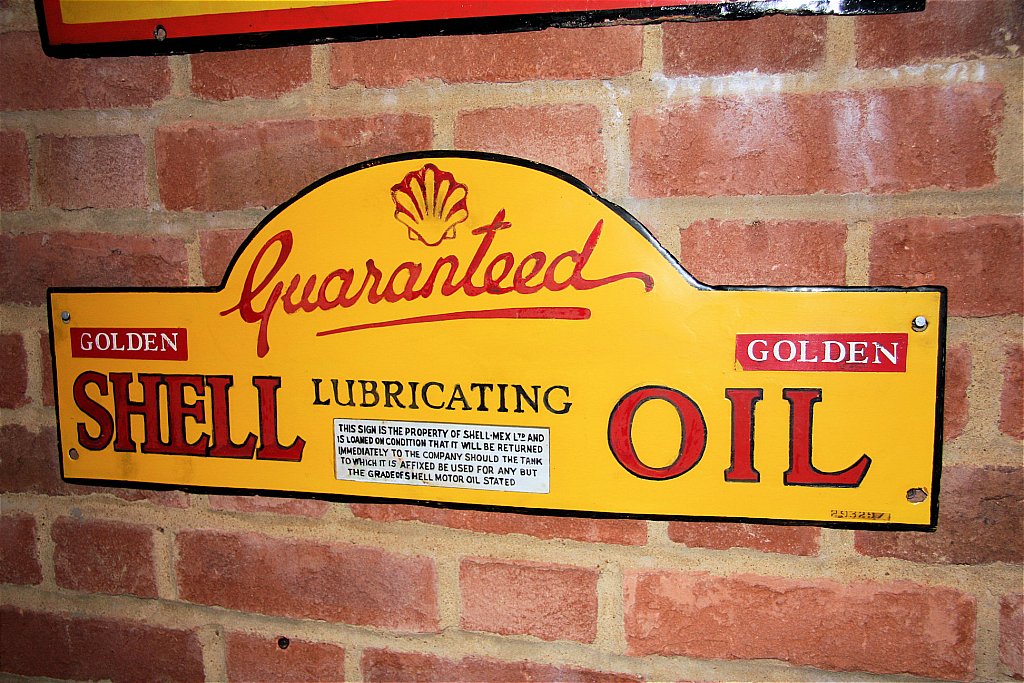 Guaranteed
GOLDEN GOLDEN
SHELL LUBRICATING OIL
THIS SIGN IS THE PROPERTY OF SHELL-MEX LTD AND
IS LOANED ON CONDITION THAT IT WILL BE RETURNED
IMMEDIATELY TO THE COMPANY SHOULD THE TANK
TO WHICH IT IS AFFIXED BE USED FOR ANY BUT
THE GRADE OF SHELL MOTOR OIL STATED